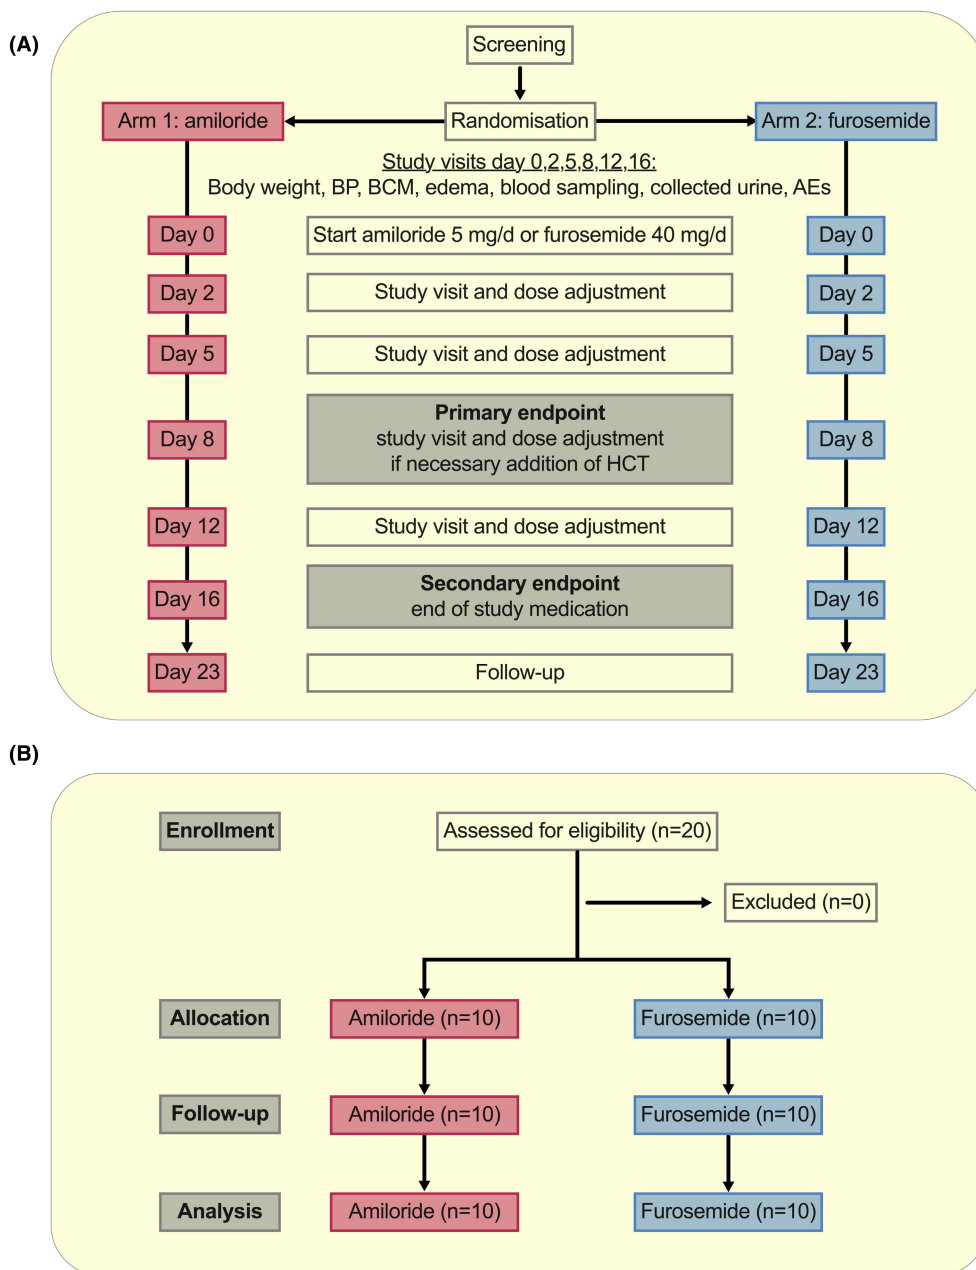 (A)
Screening
Arm 1: amiloride
Randomisation
Arm 2: furosemide
Study visits day 0,2,5,8,12,16:
Body weight, BP, BCM, edema, blood sampling, collected urine, AEs
Day 0
Start amiloride 5 mg/d or furosemide 40 mg/d
Day 0
Day 2
Study visit and dose adjustment
Day 2
Day 5
Study visit and dose adjustment
Day 5
Primary endpoint
Day 8
study visit and dose adjustment
Day 8
if necessary addition of HCT
Day 12
Study visit and dose adjustment
Day 12
Secondary endpoint
Day 16
end of study medication
Day 16
Day 23
Follow-up
Day 23
(B)
Enrollment
Assessed for eligibility (n=20)
Excluded (n=0)
Allocation
Amiloride (n=10)
Furosemide (n=10)
Follow-up
Amiloride (n=10)
Furosemide (n=10)
Analysis
Amiloride (n=10)
Furosemide (n=10)